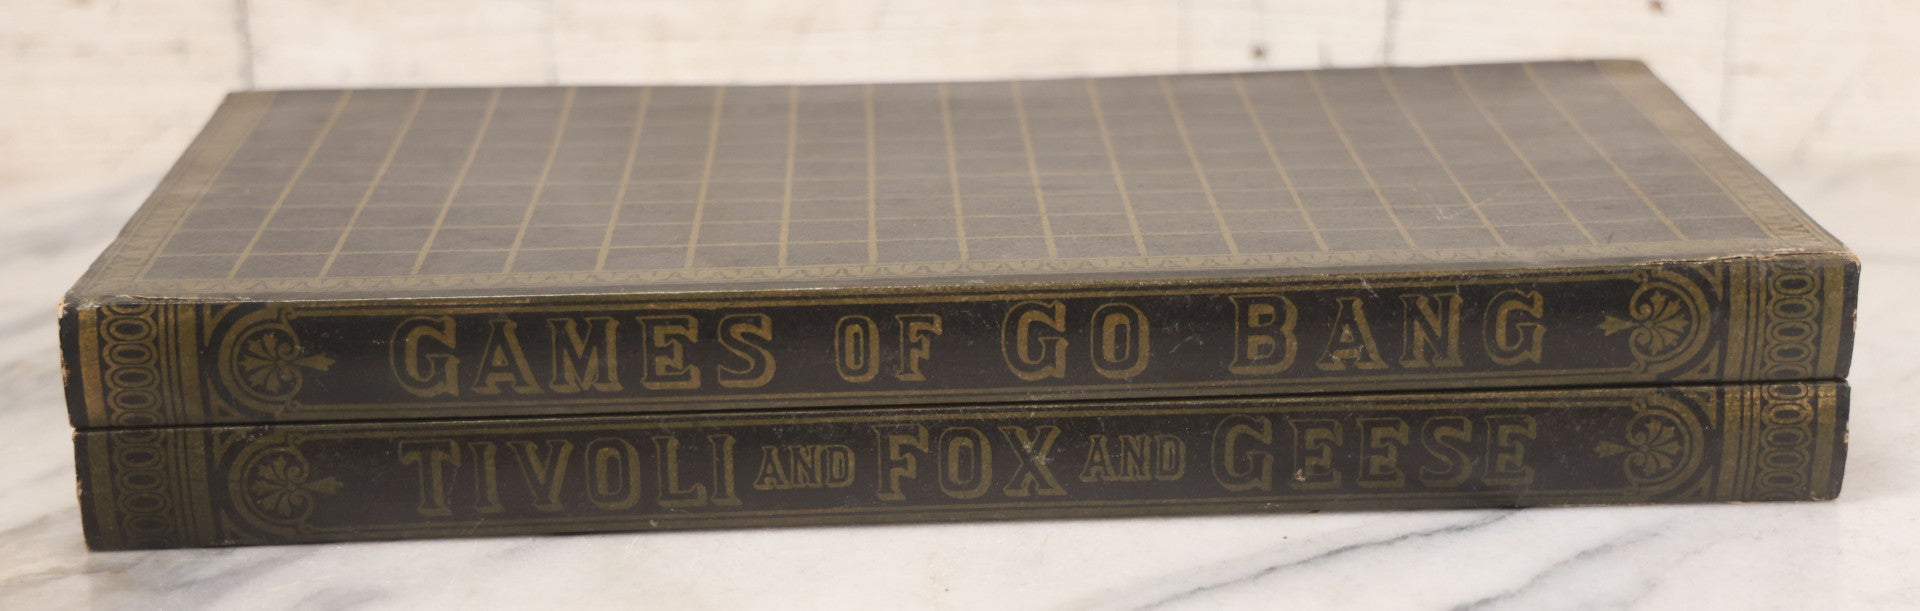 GAMES OF GO BANG
TIVOLI AND FOX AND GEESE